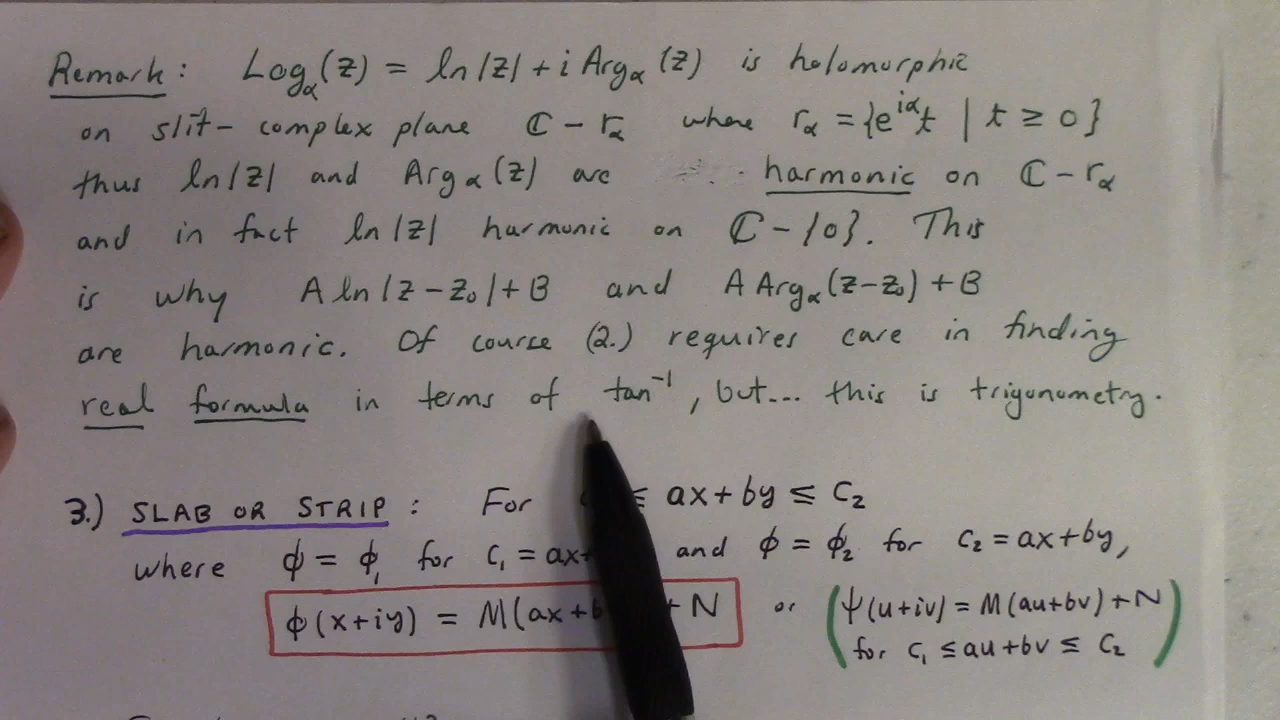 Remark: Log_α(z) = ln|z| + i Arg_α(z) is holomorphic
on slit-complex plane ℂ - r_α where r_α = {e^{iα}t | t ≥ 0}
thus ln|z| and Arg_α(z) are harmonic on ℂ - r_α
and in fact ln|z| harmonic on ℂ - {0}. This
is why A ln|z - z₀| + B and A Arg_α(z-z₀) + B
are harmonic. Of course (2.) requires care in finding
real formula in terms of tan⁻¹, but... this is trigonometry.
3.) SLAB OR STRIP: For ≤ ax + by ≤ c₂
where ϕ = ϕ₁ for c₁ = ax+ and ϕ = ϕ₂ for c₂ = ax+by,
ϕ(x+iy) = M(ax+b + N or (ψ(u+iv) = M(au+bv) + N
for c₁ ≤ au+bv ≤ c₂)